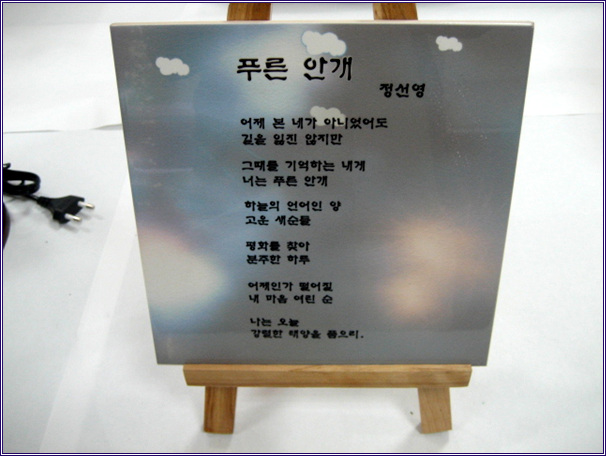 푸른 안개
정선영
어제 본 내가 아니었어도
길을 잃진 않지만
그때를 기억하는 내게
너는 푸른 안개
하늘의 언어인 양
고운 새순들
평화를 찾아
분주한 하루
어제인가 떨어질
내 마음 여린 순
나는 오늘
강렬한 태양을 품으리.